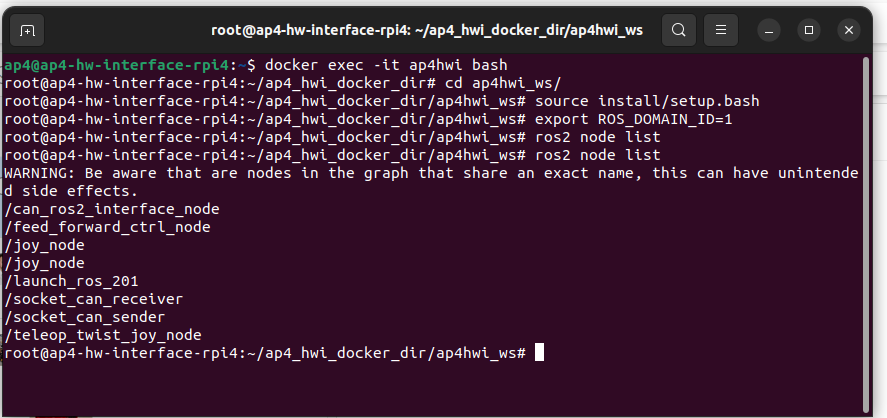 root@ap4-hw-interface-rpi4: ~/ap4_hwi_docker_dir/ap4hwi_ws
ap4@ap4-hw-interface-rpi4:~$ docker exec -it ap4hwi bash
root@ap4-hw-interface-rpi4:~/ap4_hwi_docker_dir# cd ap4hwi_ws/
root@ap4-hw-interface-rpi4:~/ap4_hwi_docker_dir/ap4hwi_ws# source install/setup.bash
root@ap4-hw-interface-rpi4:~/ap4_hwi_docker_dir/ap4hwi_ws# export ROS_DOMAIN_ID=1
root@ap4-hw-interface-rpi4:~/ap4_hwi_docker_dir/ap4hwi_ws# ros2 node list
root@ap4-hw-interface-rpi4:~/ap4_hwi_docker_dir/ap4hwi_ws# ros2 node list
WARNING: Be aware that are nodes in the graph that share an exact name, this can have unintende
d side effects.
/can_ros2_interface_node
/feed_forward_ctrl_node
/joy_node
/joy_node
/launch_ros_201
/socket_can_receiver
/socket_can_sender
/teleop_twist_joy_node
root@ap4-hw-interface-rpi4:~/ap4_hwi_docker_dir/ap4hwi_ws#